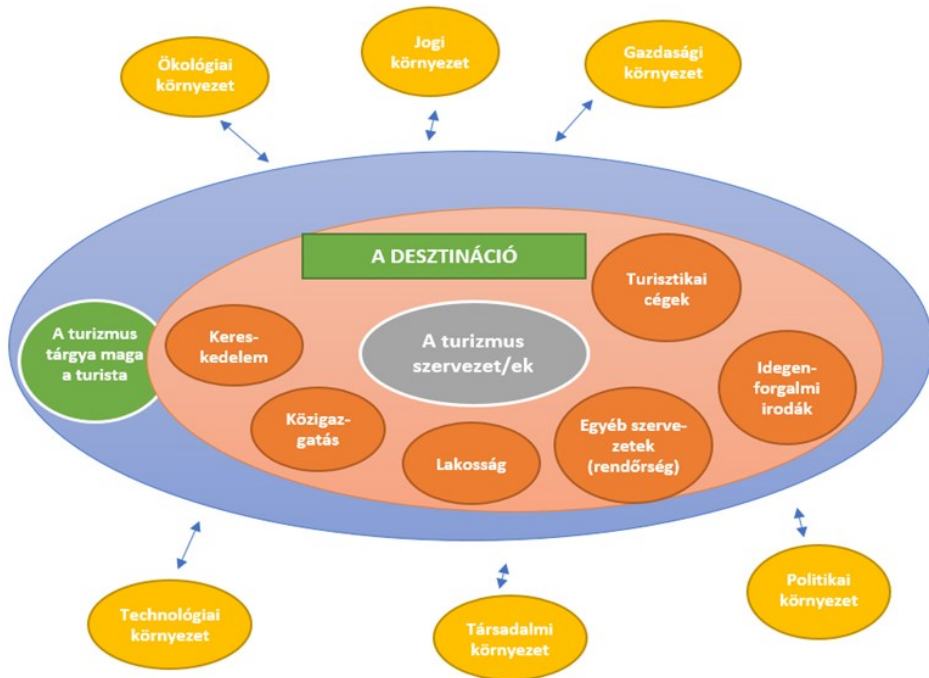 Ökológiai
környezet
Jogi
környezet
Gazdasági
környezet
A DESZTINÁCIÓ
Turisztikai
cégek
A turizmus
tárgya maga
a turista
Keres-
kedelem
A turizmus
szervezet/ek
Idegen-
forgalmi
irodák
Közigaz-
gatás
Lakosság
Egyéb szerve-
zetek
(rendőrség)
Technológiai
környezet
Társadalmi
környezet
Politikai
környezet